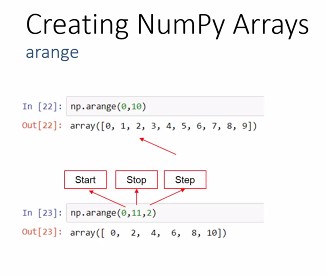 Creating NumPy Arrays
arange
In [22]: np.arange(0,10)
Out[22]: array([0, 1, 2, 3, 4, 5, 6, 7, 8, 9])
Start Stop Step
In [23]: np.arange(0,11,2)
Out[23]: array([ 0, 2, 4, 6, 8, 10])